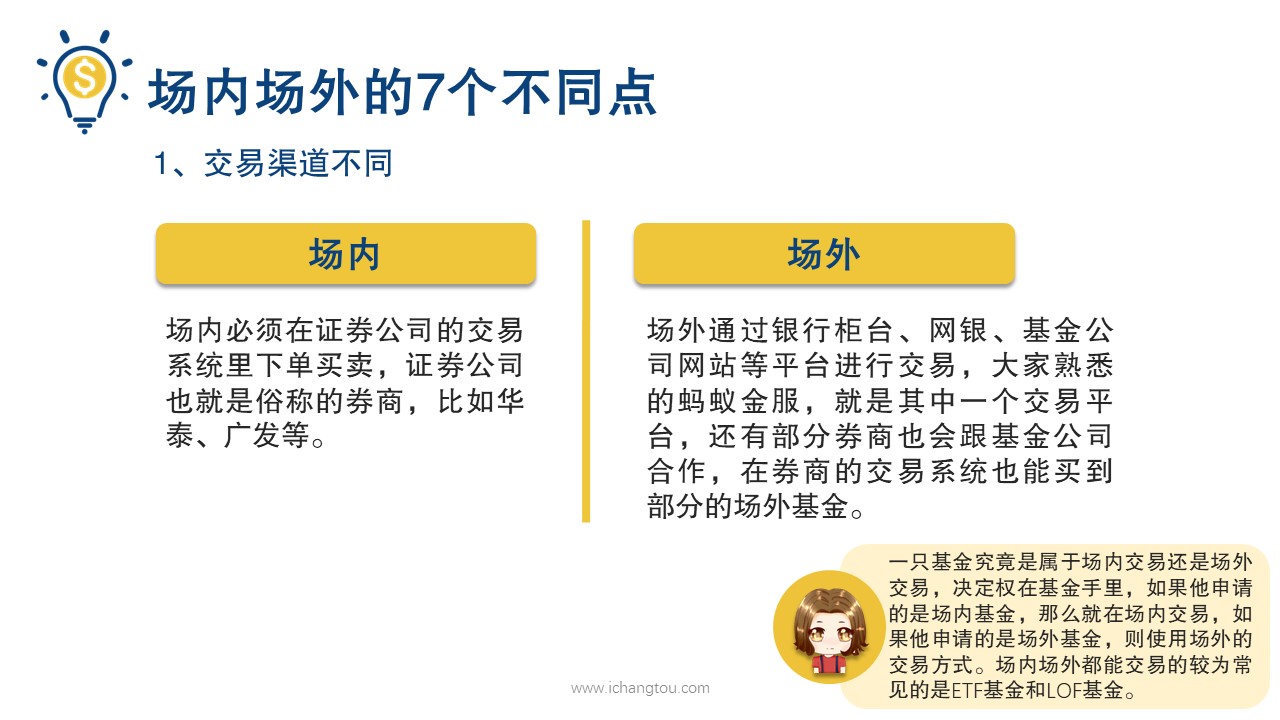 场内场外的7个不同点
1、交易渠道不同
场内
场内必须在证券公司的交易
系统里下单买卖，证券公司
也就是俗称的券商，比如华
泰、广发等。
场外
场外通过银行柜台、网银、基金公
司网站等平台进行交易，大家熟悉
的蚂蚁金服，就是其中一个交易平
台，还有部分券商也会跟基金公司
合作，在券商的交易系统也能买到
部分的场外基金。
一只基金究竟是属于场内交易还是场外
交易，决定权在基金手里，如果他申请
的是场内基金，那么就在场内交易，如
果他申请的是场外基金，则使用场外的
交易方式。场内场外都能交易的较为常
见的是ETF基金和LOF基金。
www.ichangtou.com